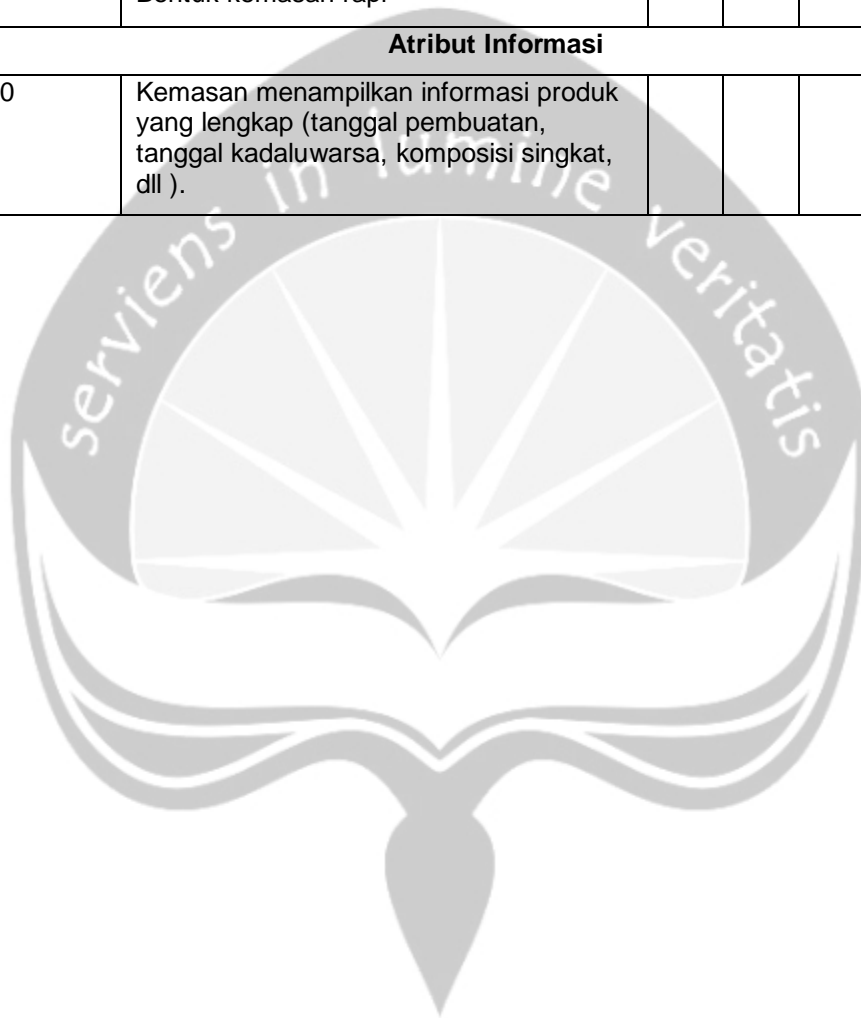 Atribut Informasi
0
Kemasan menampilkan informasi produk
yang lengkap (tanggal pembuatan,
tanggal kadaluwarsa, komposisi singkat,
dll ).
serviens in lumine veritatis